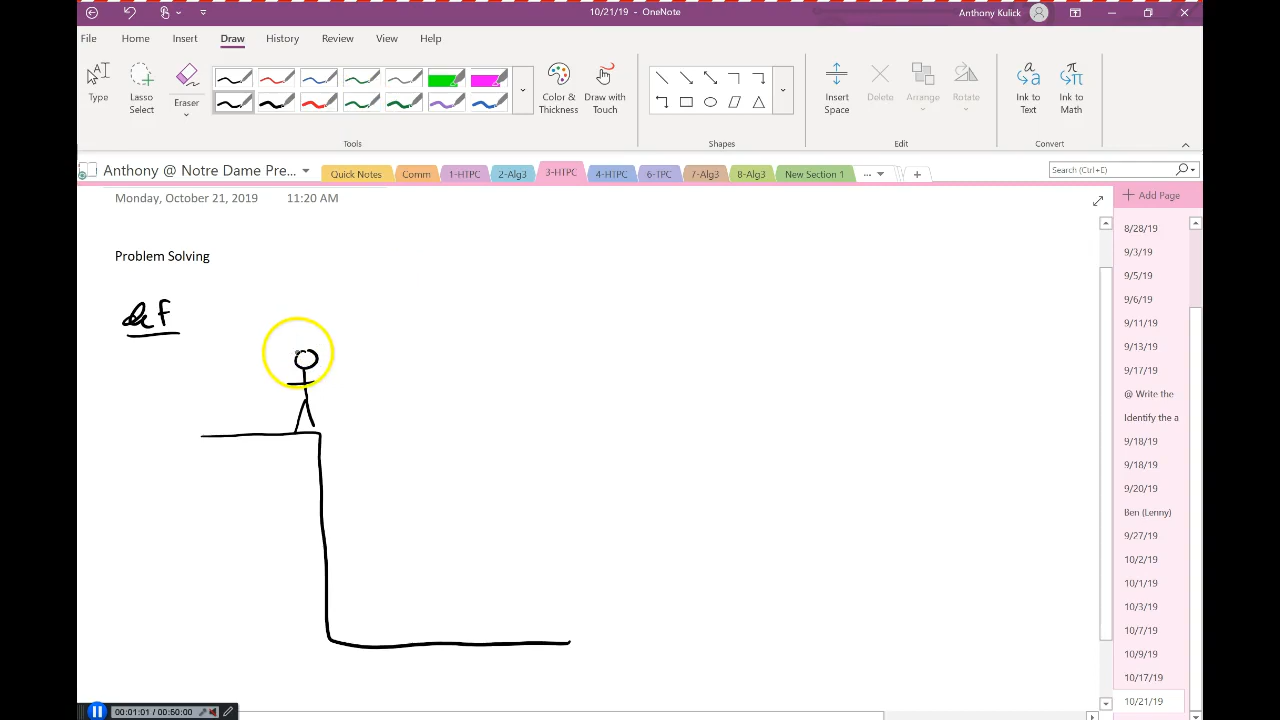 10/21/19 - OneNote
Anthony Kulick
File Home Insert Draw History Review View Help
Type
Lasso Select
Eraser
Color & Thickness
Draw with Touch
Insert Space
Delete
Arrange
Rotate
Ink to Text
Ink to Math
Tools
Shapes
Edit
Convert
Anthony @ Notre Dame Pre...
Quick Notes Comm 1-HTPC 2-Alg3 3-HTPC 4-HTPC 6-TPC 7-Alg3 8-Alg3 New Section 1 ... +
Search (Ctrl+E)
Monday, October 21, 2019 11:20 AM
Problem Solving
+ Add Page
8/28/19
9/3/19
9/5/19
9/6/19
9/11/19
9/13/19
9/17/19
@ Write the
Identify the a
9/18/19
9/18/19
9/20/19
Ben (Lenny)
9/27/19
10/2/19
10/1/19
10/3/19
10/7/19
10/9/19
10/17/19
10/21/19
00:01:01 / 00:50:00